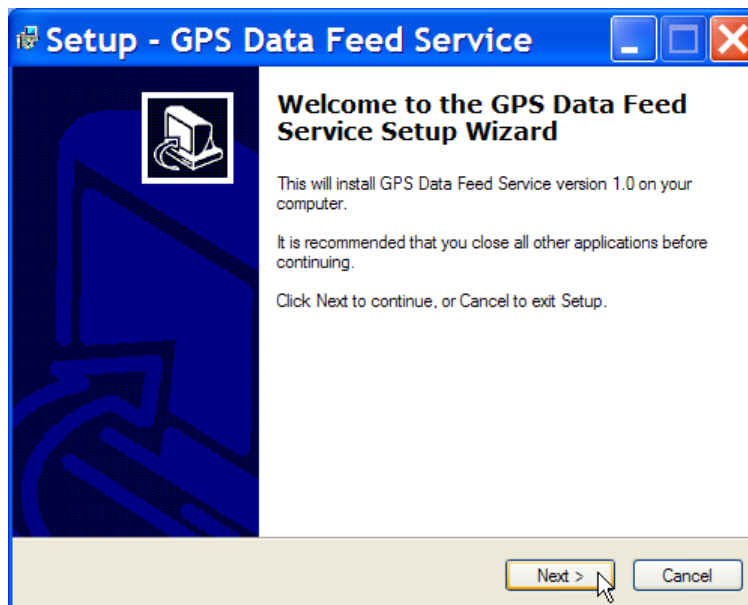 Setup - GPS Data Feed Service
Welcome to the GPS Data Feed
Service Setup Wizard
This will install GPS Data Feed Service version 1.0 on your
computer.
It is recommended that you close all other applications before
continuing.
Click Next to continue, or Cancel to exit Setup.
Next >
Cancel